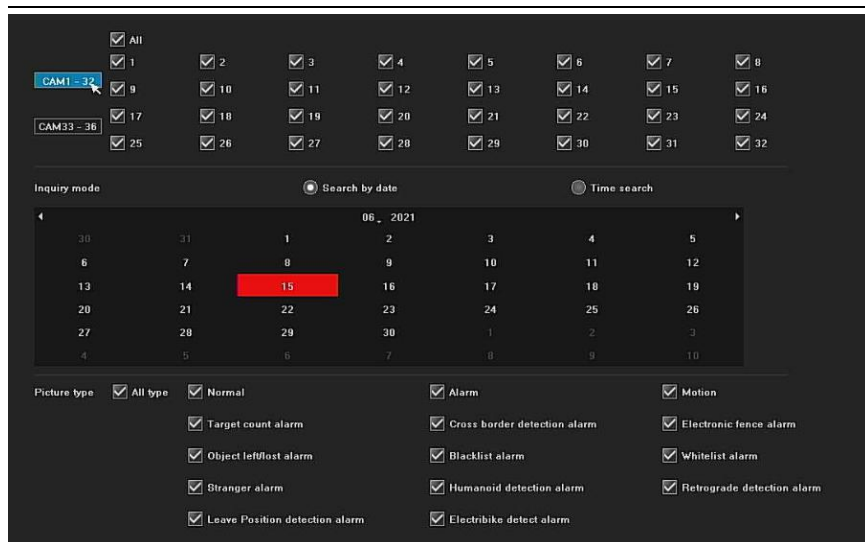 All
1 2 3 4 5 6 7 8
CAM1 - 32
9 10 11 12 13 14 15 16
17 18 19 20 21 22 23 24
CAM33 - 36
25 26 27 28 29 30 31 32
Inquiry mode Search by date Time search
06 2021
30 31 1 2 3 4 5
6 7 8 9 10 11 12
13 14 15 16 17 18 19
20 21 22 23 24 25 26
27 28 29 30 1 2 3
4 5 6 7 8 9 10
Picture type All type Normal Alarm Motion
Target count alarm Cross border detection alarm Electronic fence alarm
Object left/lost alarm Blacklist alarm Whitelist alarm
Stranger alarm Humanoid detection alarm Retrograde detection alarm
Leave Position detection alarm Electribike detect alarm